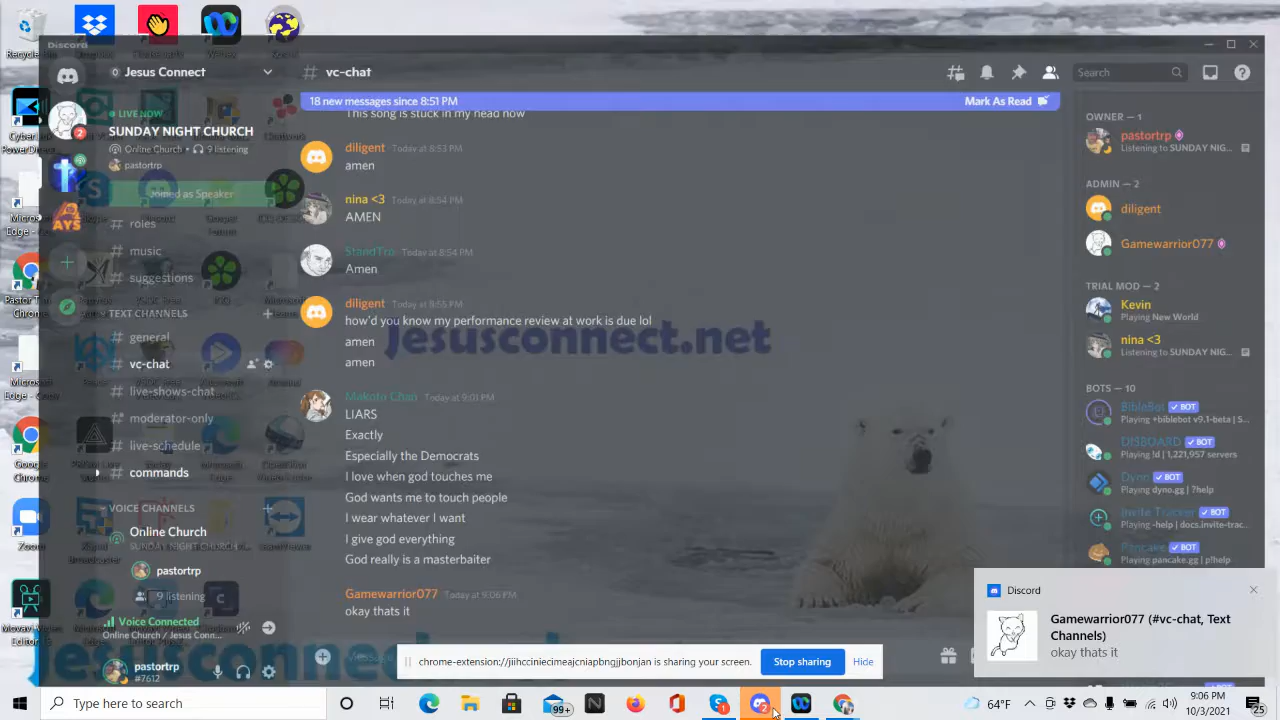 Discord
Jesus Connect
LIVE NOW
SUNDAY NIGHT CHURCH
Online Church • 9 listening
pastortrp
Joined as Speaker
roles
music
suggestions
TEXT CHANNELS
general
vc-chat
live-shows-chat
moderator-only
live-schedule
commands
VOICE CHANNELS
Online Church
SUNDAY NIGHT CHURCH
pastortrp
9 listening
Voice Connected
Online Church / Jesus Conn...
pastortrp
#7612
# vc-chat
18 new messages since 8:51 PM
Mark As Read
This song is stuck in my head now
diligent Today at 8:53 PM
amen
nina <3 Today at 8:54 PM
AMEN
StandTro Today at 8:54 PM
Amen
diligent Today at 8:55 PM
how'd you know my performance review at work is due lol
amen
amen
Makoto Chan Today at 9:01 PM
LIARS
Exactly
Especially the Democrats
I love when god touches me
God wants me to touch people
I wear whatever I want
I give god everything
God really is a masterbaiter
Gamewarrior077 Today at 9:06 PM
okay thats it
Jesusconnect.net
chrome-extension://jiihcciniecimeajcniapbngjjbonjan is sharing your screen.
Stop sharing
Hide
Search
OWNER — 1
pastortrp
Listening to SUNDAY NIG...
ADMIN — 2
diligent
Gamewarrior077
TRIAL MOD — 2
Kevin
Playing New World
nina <3
Listening to SUNDAY NIG...
BOTS — 10
BibleBot BOT
Playing +biblebot v9.1-beta | S...
DISBOARD BOT
Playing !d | 1,221,957 servers
Dyno BOT
Playing dyno.gg | ?help
Invite Tracker BOT
Playing -help | docs.invite-trac...
Pancake BOT
Playing pancake.gg | p!help
Discord
Gamewarrior077 (#vc-chat, Text
Channels)
okay thats it
Type here to search
99+
64°F
9:06 PM
10/3/2021
25